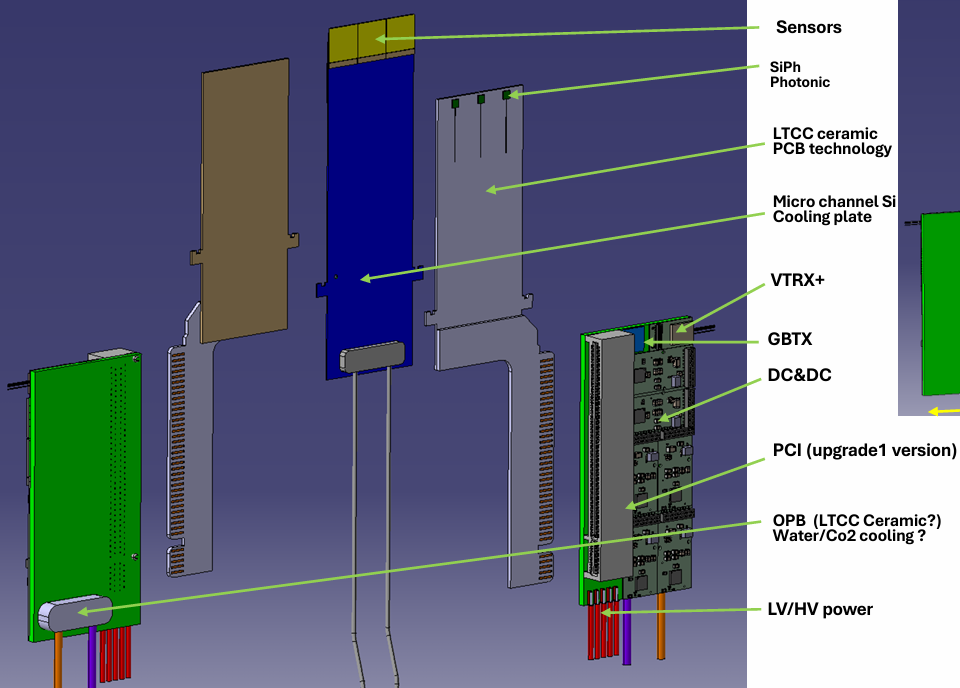 Sensors
SiPh
Photonic
LTCC ceramic
PCB technology
Micro channel Si
Cooling plate
VTRX+
GBTX
DC&DC
PCI (upgrade1 version)
OPB (LTCC Ceramic?)
Water/Co2 cooling ?
LV/HV power